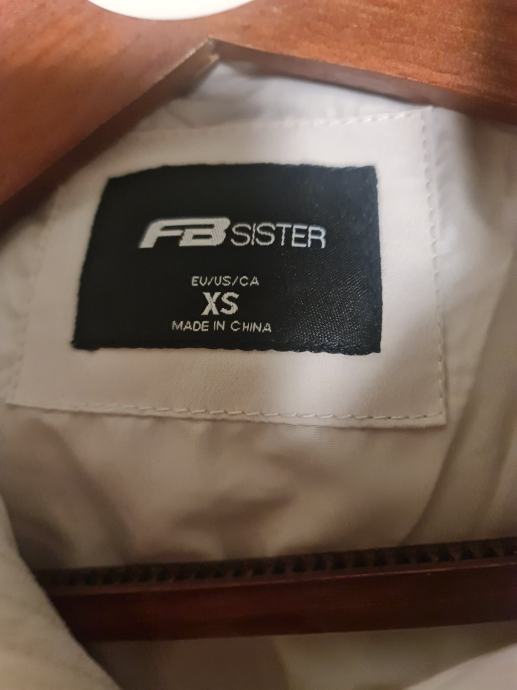 FB SISTER
EU/US/CA
XS
MADE IN CHINA